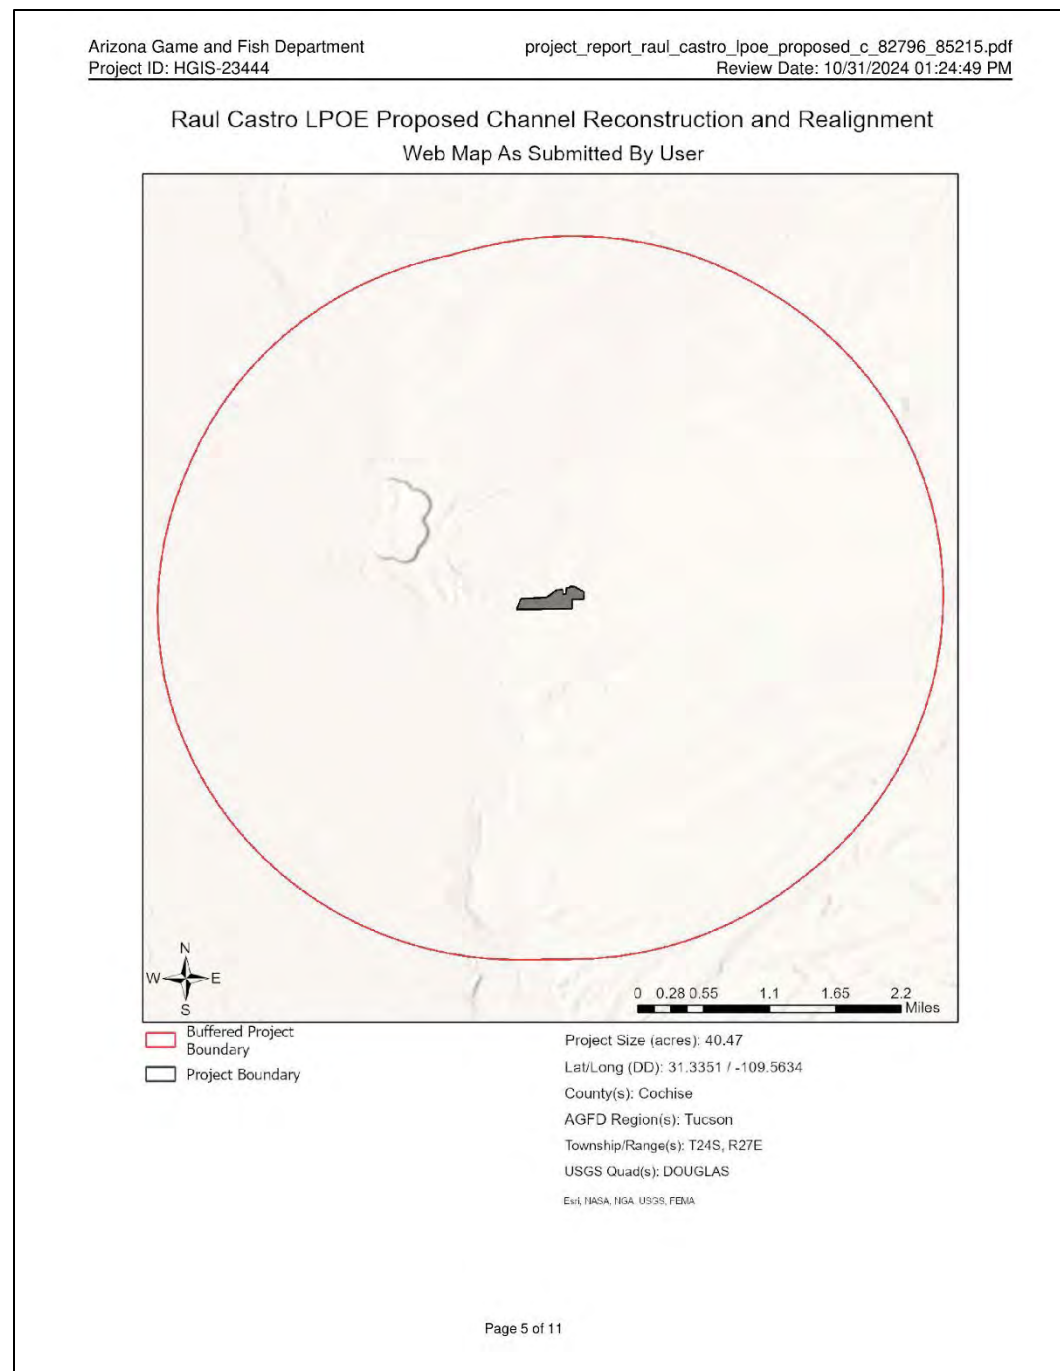 Arizona Game and Fish Department
Project ID: HGIS-23444
project_report_raul_castro_lpoe_proposed_c_82796_85215.pdf
Review Date: 10/31/2024 01:24:49 PM
Raul Castro LPOE Proposed Channel Reconstruction and Realignment
Web Map As Submitted By User
N
W E
S
0 0.28 0.55 1.1 1.65 2.2
Miles
Buffered Project
Boundary
Project Boundary
Project Size (acres): 40.47
Lat/Long (DD): 31.3351 / -109.5634
County(s): Cochise
AGFD Region(s): Tucson
Township/Range(s): T24S, R27E
USGS Quad(s): DOUGLAS
Esri, NASA, NGA, USGS, FEMA
Page 5 of 11